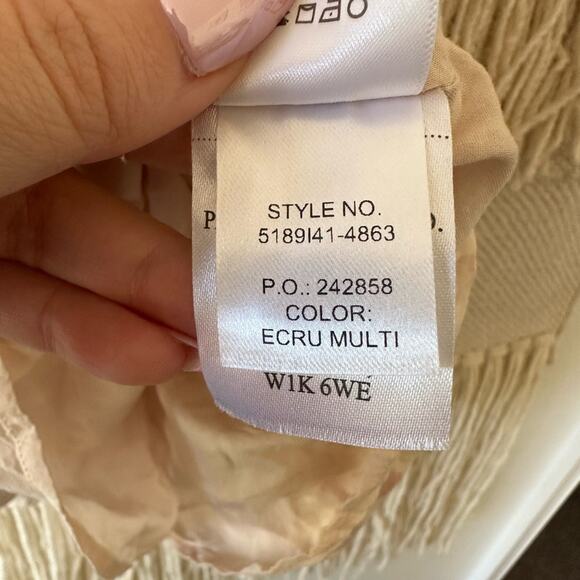 STYLE NO.
5189I41-4863
P.O.: 242858
COLOR:
ECRU MULTI
W1K 6WE